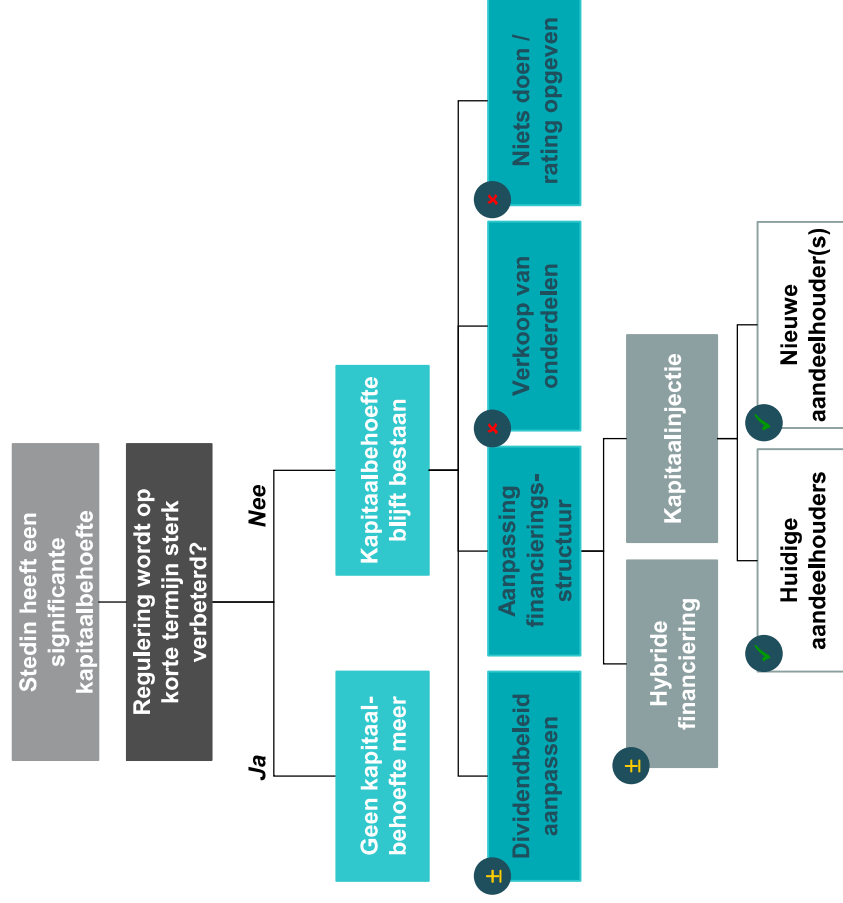 Stedin heeft een
significante
kapitaalbehoefte
Regulering wordt op
korte termijn sterk
verbeterd?
Ja
Nee
Geen kapitaal-
behoefte meer
Kapitaalbehoefte
blijft bestaan
±
Dividendbeleid
aanpassen
Aanpassing
financierings-
structuur
×
Verkoop van
onderdelen
×
Niets doen /
rating opgeven
±
Hybride
financiering
Kapitaalinjectie
✓
Huidige
aandeelhouders
✓
Nieuwe
aandeelhouder(s)